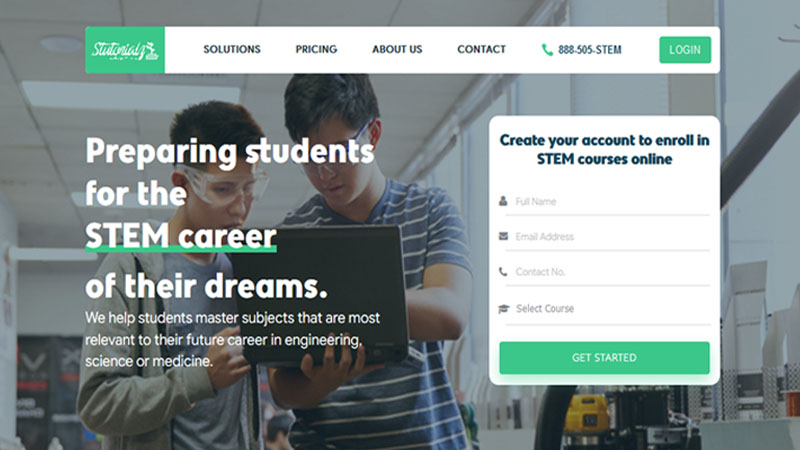 Stutorialz
SOLUTIONS
PRICING
ABOUT US
CONTACT
888-505-STEM
LOGIN
Preparing students
for the
STEM career
of their dreams.
We help students master subjects that are most
relevant to their future career in engineering,
science or medicine.
Create your account to enroll in
STEM courses online
Full Name
Email Address
Contact No.
Select Course
GET STARTED